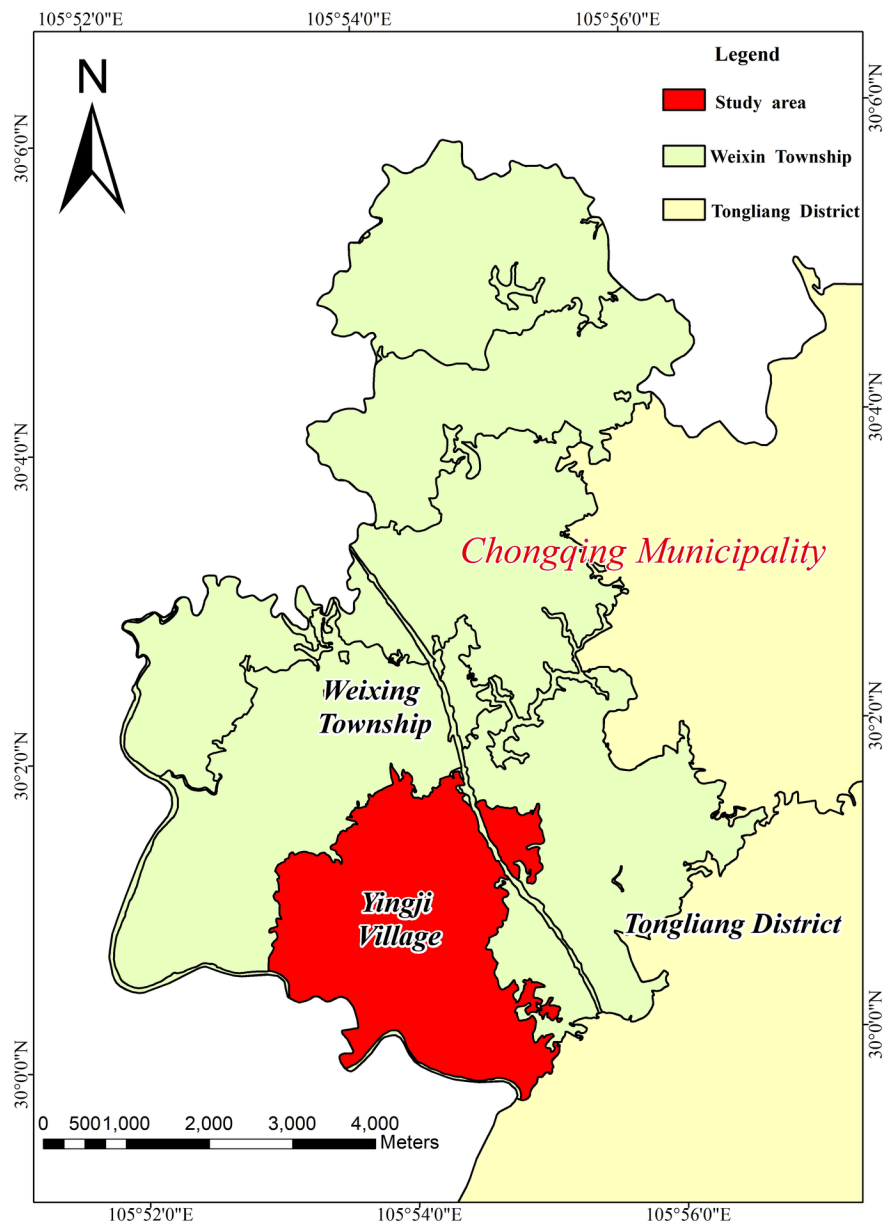 105°52'0"E 105°54'0"E 105°56'0"E
N
Legend
Study area
Weixin Township
Tongliang District
30°6'0"N
30°6'0"N
30°4'0"N
30°4'0"N
Chongqing Municipality
Weixing
Township
30°2'0"N
30°2'0"N
Yingji
Village
Tongliang District
30°0'0"N
30°0'0"N
0 5001,000 2,000 3,000 4,000
Meters
105°52'0"E 105°54'0"E 105°56'0"E